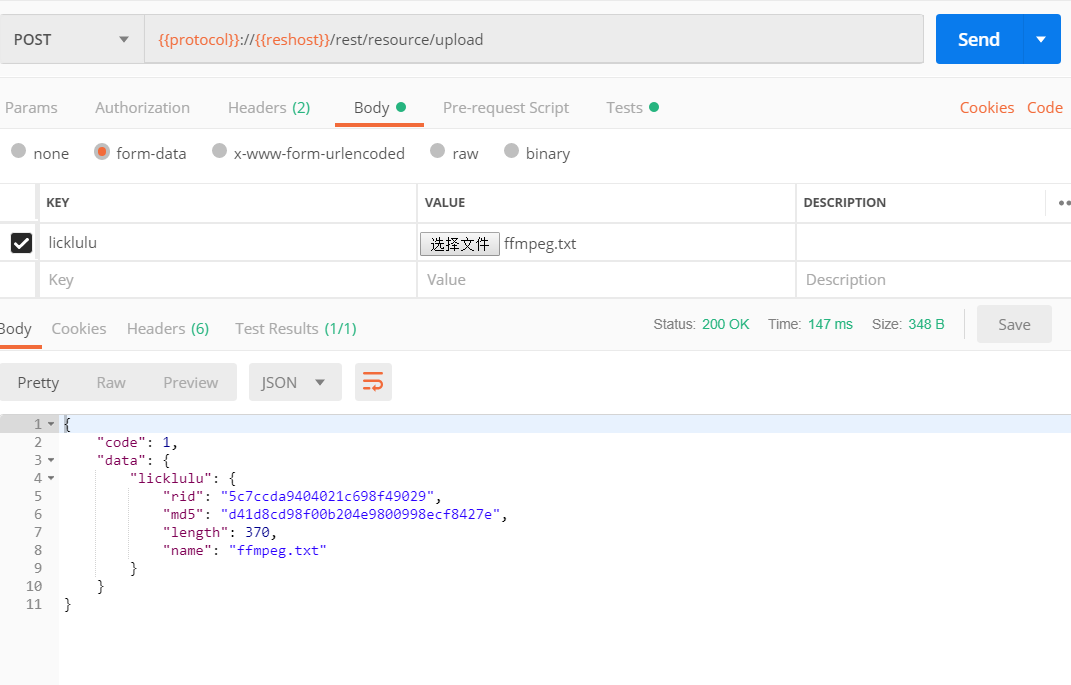 POST {{protocol}}://{{reshost}}/rest/resource/upload Send
Params Authorization Headers (2) Body Pre-request Script Tests Cookies Code
none form-data x-www-form-urlencoded raw binary
KEY VALUE DESCRIPTION
licklulu 选择文件 ffmpeg.txt
Key Value Description
Body Cookies Headers (6) Test Results (1/1) Status: 200 OK Time: 147 ms Size: 348 B Save
Pretty Raw Preview JSON
1 {
2 "code": 1,
3 "data": {
4 "licklulu": {
5 "rid": "5c7ccda9404021c698f49029",
6 "md5": "d41d8cd98f00b204e9800998ecf8427e",
7 "length": 370,
8 "name": "ffmpeg.txt"
9 }
10 }
11 }